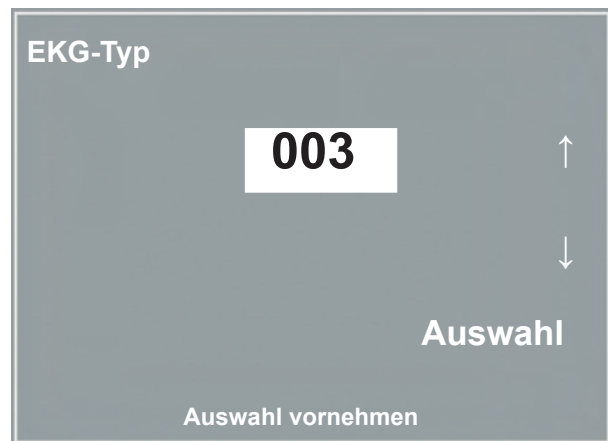 EKG-Typ
003
↑
↓
Auswahl
Auswahl vornehmen